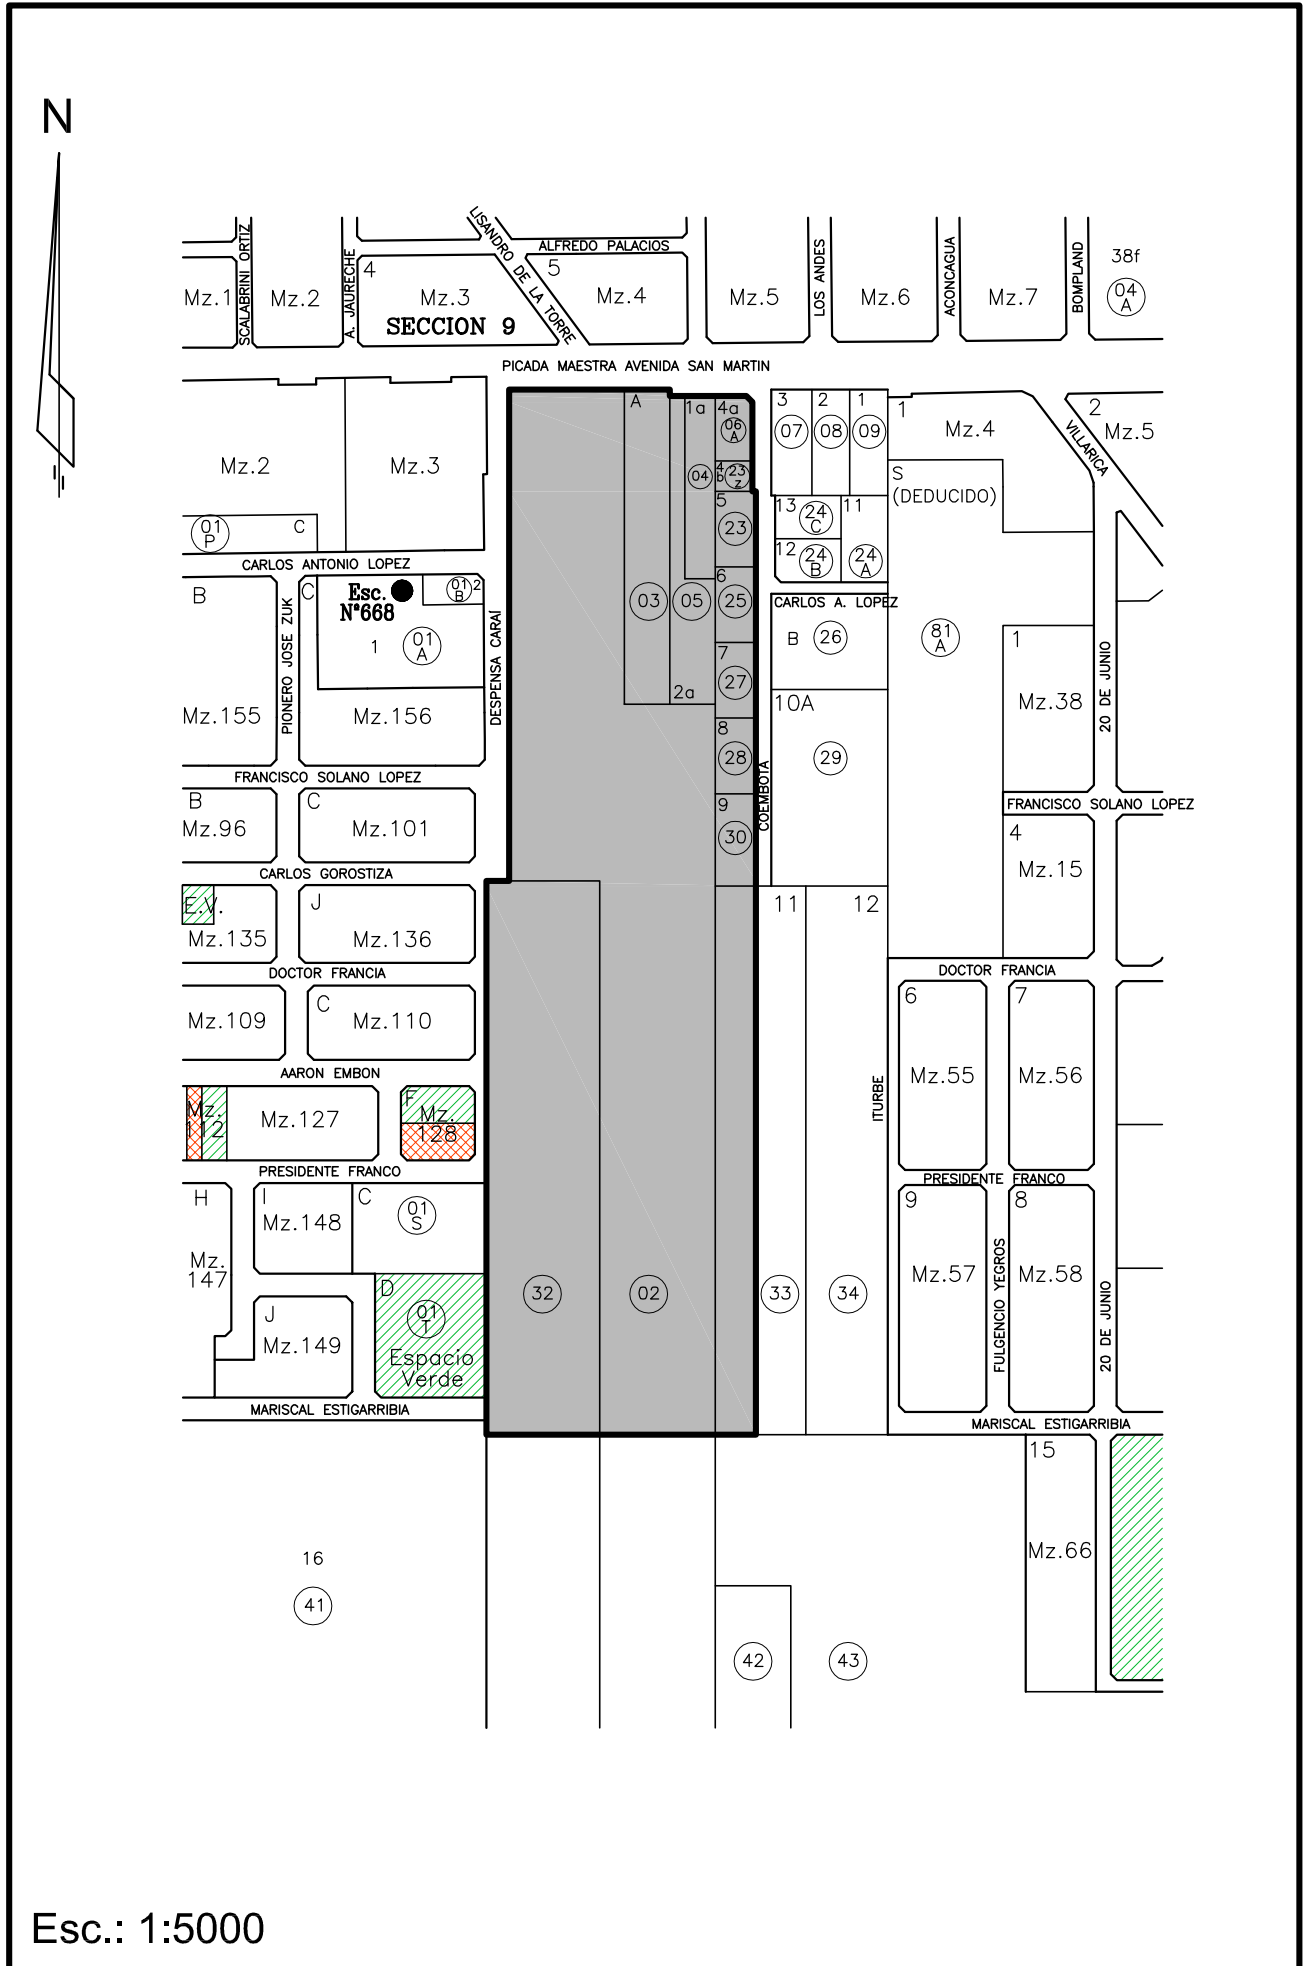 N
SCALABRINI ORTIZ
A. JAURECHE
LISANDRO DE LA TORRE
ALFREDO PALACIOS
LOS ANDES
ACONCAGUA
BOMPLAND
38f
04
A
Mz.1
Mz.2
4
Mz.3
SECCION 9
5
Mz.4
Mz.5
Mz.6
Mz.7
PICADA MAESTRA AVENIDA SAN MARTIN
Mz.2
Mz.3
01
P
C
A
1a
4a
06
A
04
4b
23
z
3
07
2
08
1
09
1
Mz.4
VILLARICA
2
Mz.5
S
(DEDUCIDO)
5
23
13
24
C
11
12
24
B
24
A
CARLOS ANTONIO LOPEZ
B
PIONERO JOSE ZUK
C
Esc.
N°668
01
B
2
1
01
A
DESPENSA CARAÍ
03
05
6
25
CARLOS A. LOPEZ
B
26
81
A
1
20 DE JUNIO
7
27
2a
10A
Mz.38
Mz.155
Mz.156
8
28
29
COEMBOTA
FRANCISCO SOLANO LOPEZ
B
Mz.96
C
Mz.101
9
30
FRANCISCO SOLANO LOPEZ
4
Mz.15
CARLOS GOROSTIZA
E.V.
Mz.135
J
Mz.136
11
12
DOCTOR FRANCIA
DOCTOR FRANCIA
Mz.109
C
Mz.110
6
Mz.55
7
Mz.56
AARON EMBON
ITURBE
Mz.
112
Mz.127
F
Mz.
128
PRESIDENTE FRANCO
PRESIDENTE FRANCO
H
Mz.
147
I
Mz.148
C
01
S
9
Mz.57
FULGENCIO YEGROS
8
Mz.58
20 DE JUNIO
32
02
33
34
J
Mz.149
D
01
T
Espacio
Verde
MARISCAL ESTIGARRIBIA
MARISCAL ESTIGARRIBIA
15
Mz.66
16
41
42
43
Esc.: 1:5000